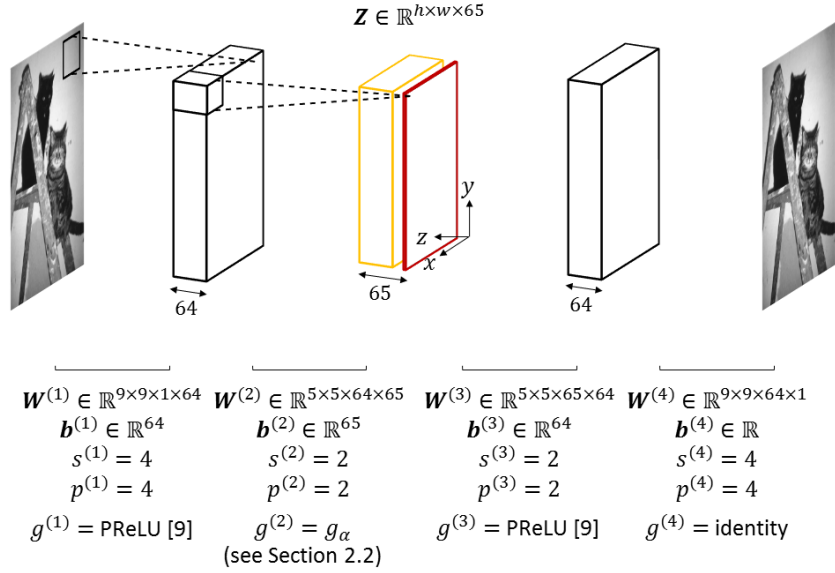 𝒁 ∈ ℝ^{h×w×65}
y
z
x
64
65
64
𝑾^{(1)} ∈ ℝ^{9×9×1×64}
𝒃^{(1)} ∈ ℝ^{64}
s^{(1)} = 4
p^{(1)} = 4
g^{(1)} = PReLU [9]
𝑾^{(2)} ∈ ℝ^{5×5×64×65}
𝒃^{(2)} ∈ ℝ^{65}
s^{(2)} = 2
p^{(2)} = 2
g^{(2)} = g_α
(see Section 2.2)
𝑾^{(3)} ∈ ℝ^{5×5×65×64}
𝒃^{(3)} ∈ ℝ^{64}
s^{(3)} = 2
p^{(3)} = 2
g^{(3)} = PReLU [9]
𝑾^{(4)} ∈ ℝ^{9×9×64×1}
𝒃^{(4)} ∈ ℝ
s^{(4)} = 4
p^{(4)} = 4
g^{(4)} = identity